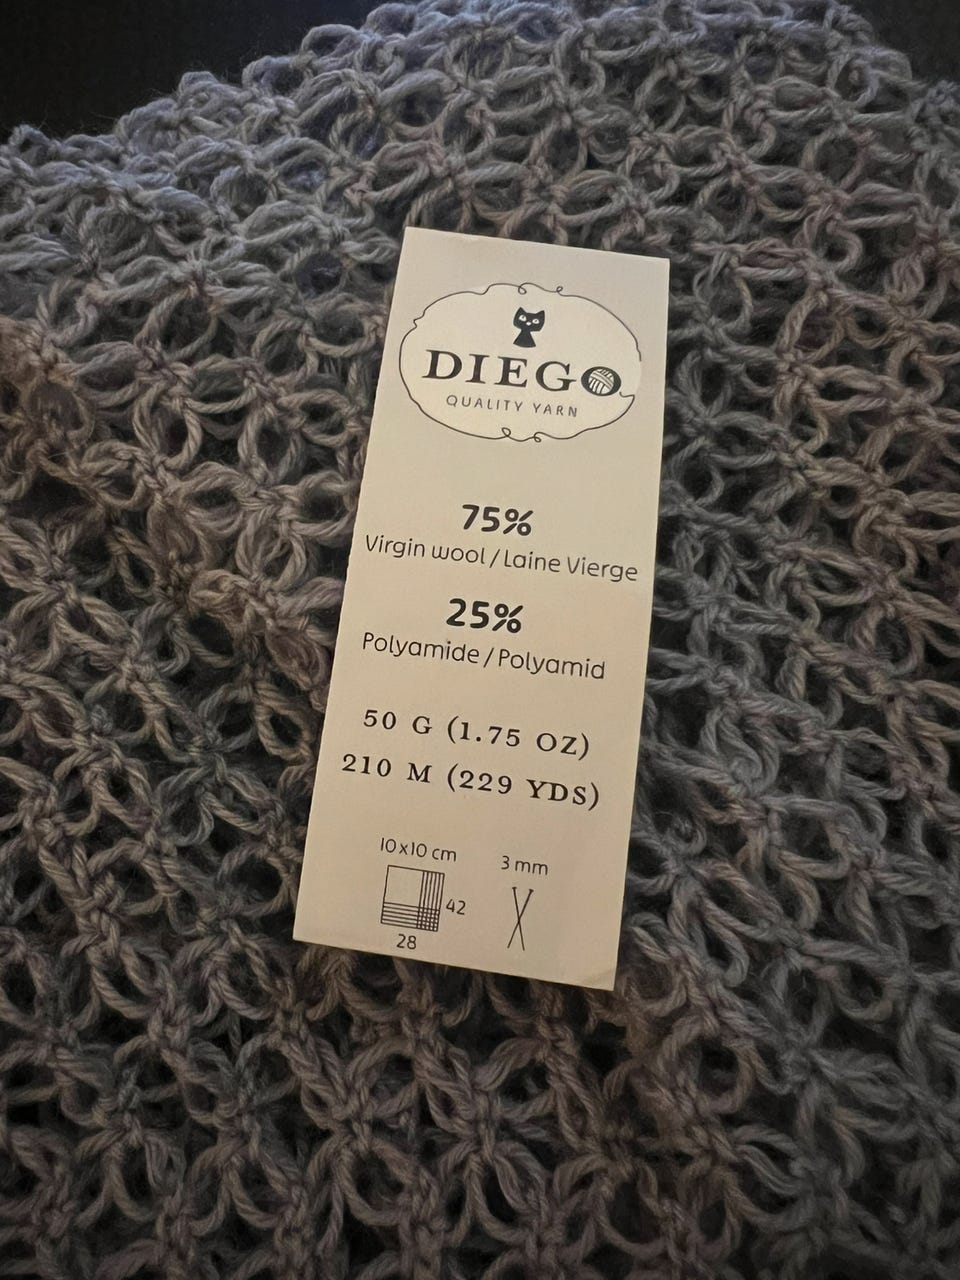 DIEGO
QUALITY YARN
75%
Virgin wool / Laine Vierge
25%
Polyamide / Polyamid
50 G (1.75 OZ)
210 M (229 YDS)
10x10 cm
3 mm
42
28